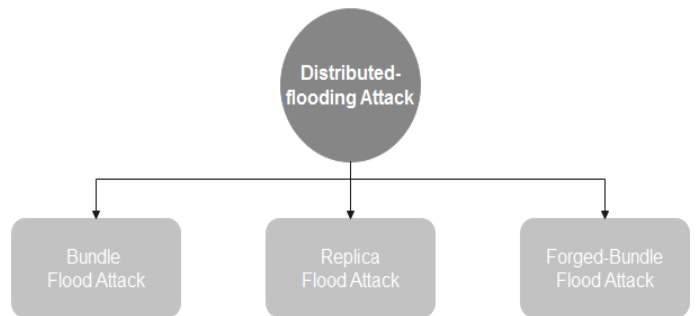 Distributed-
flooding Attack
Bundle
Flood Attack
Replica
Flood Attack
Forged-Bundle
Flood Attack